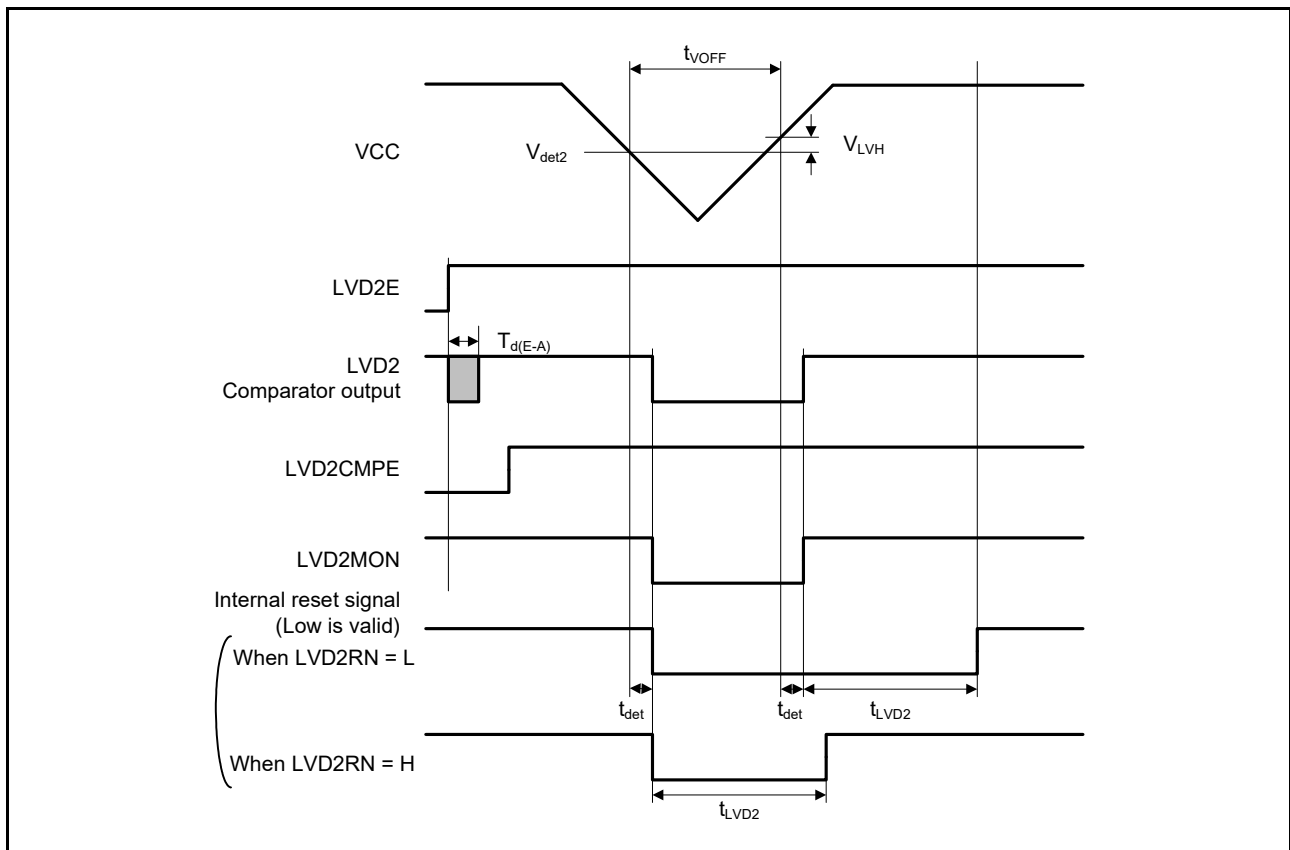 tVOFF
VCC
Vdet2
VLVH
LVD2E
Td(E-A)
LVD2
Comparator output
LVD2CMPE
LVD2MON
Internal reset signal
(Low is valid)
When LVD2RN = L
tdet
tdet
tLVD2
When LVD2RN = H
tLVD2